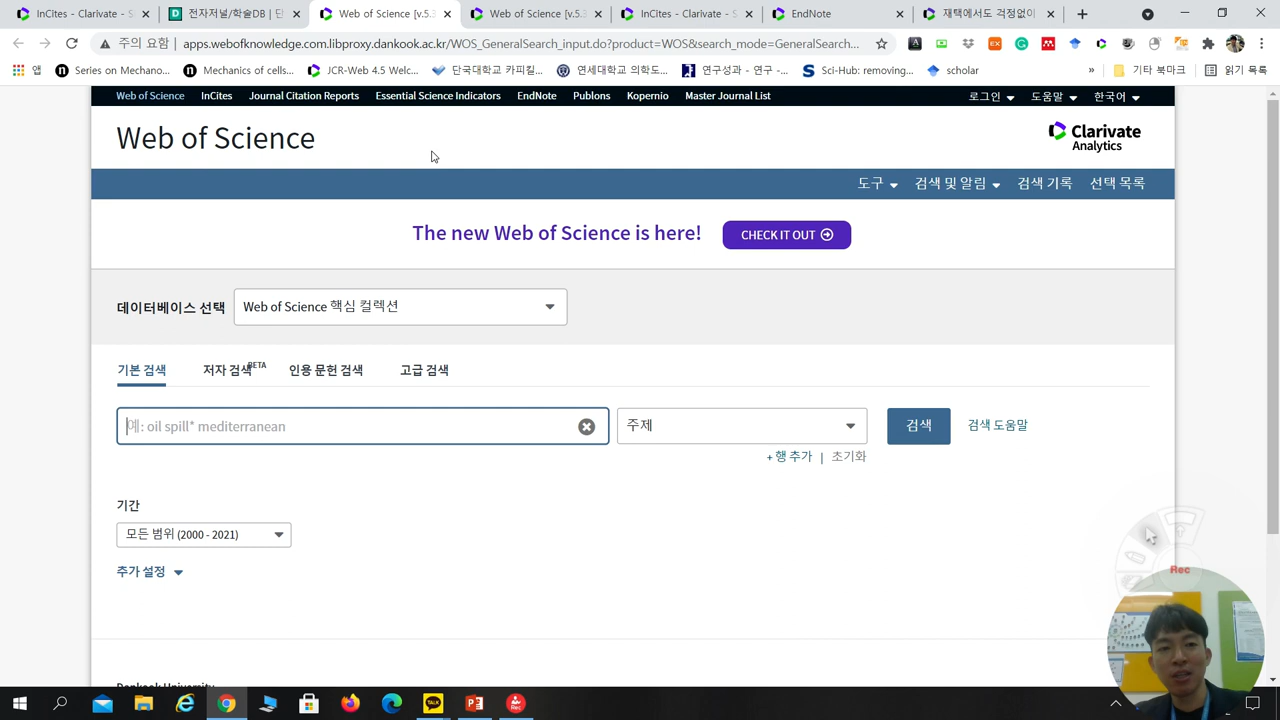 InCites - Clarivate - S
전자저널/학술DB | 단
Web of Science [v.5.3
Web of Science [v.5.3
InCites - Clarivate - S
EndNote
재택에서도 걱정없이
주의 요함 | apps.webofknowledge.com.libproxy.dankook.ac.kr/WOS_GeneralSearch_input.do?product=WOS&search_mode=GeneralSearch...
앱
Series on Mechano...
Mechanics of cells...
JCR-Web 4.5 Welc...
단국대학교 카피킬...
연세대학교 의학도...
연구성과 - 연구 -...
Sci-Hub: removing...
scholar
»
기타 북마크
읽기 목록
Web of Science InCites Journal Citation Reports Essential Science Indicators EndNote Publons Kopernio Master Journal List 로그인 도움말 한국어
Web of Science
Clarivate
Analytics
도구 검색 및 알림 검색 기록 선택 목록
The new Web of Science is here! CHECK IT OUT
데이터베이스 선택 Web of Science 핵심 컬렉션
기본 검색 저자 검색 BETA 인용 문헌 검색 고급 검색
예: oil spill* mediterranean 주제 검색 검색 도움말
+ 행 추가 | 초기화
기간
모든 범위 (2000 - 2021)
추가 설정
Rec
Dankook University
TALK
Rec